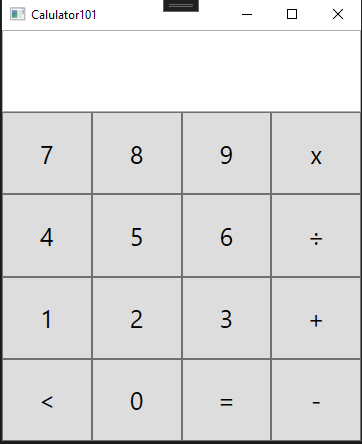 Calulator101
7 8 9 x
4 5 6 ÷
1 2 3 +
< 0 = -